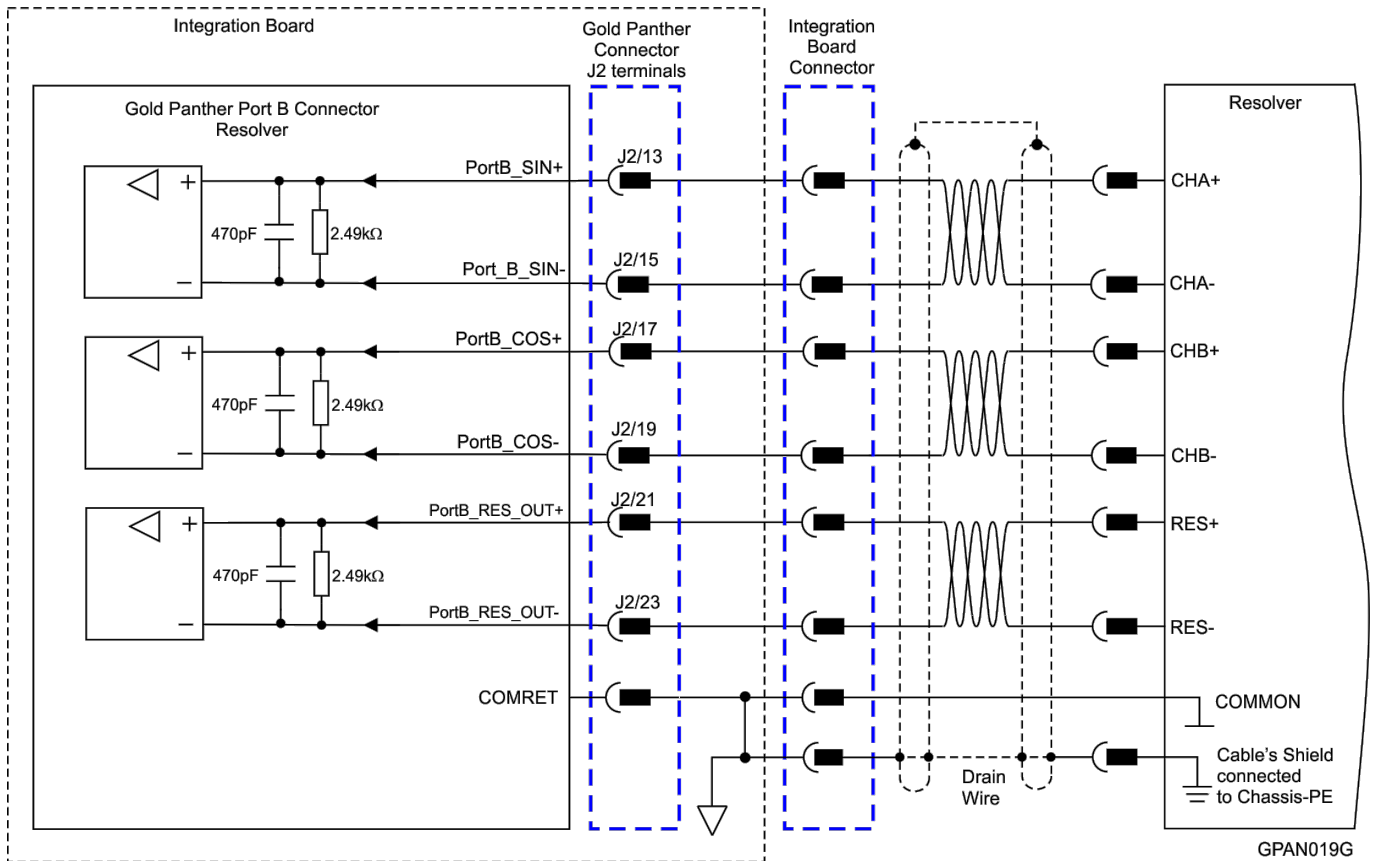 Integration Board
Gold Panther
Connector
J2 terminals
Integration
Board
Connector
Gold Panther Port B Connector
Resolver
Resolver
PortB_SIN+
J2/13
+
CHA+
470pF
2.49kΩ
Port_B_SIN-
J2/15
−
CHA-
PortB_COS+
J2/17
+
CHB+
470pF
2.49kΩ
PortB_COS-
J2/19
−
CHB-
PortB_RES_OUT+
J2/21
+
RES+
470pF
2.49kΩ
PortB_RES_OUT-
J2/23
−
RES-
COMRET
COMMON
Drain
Wire
Cable's Shield
connected
to Chassis-PE
GPAN019G